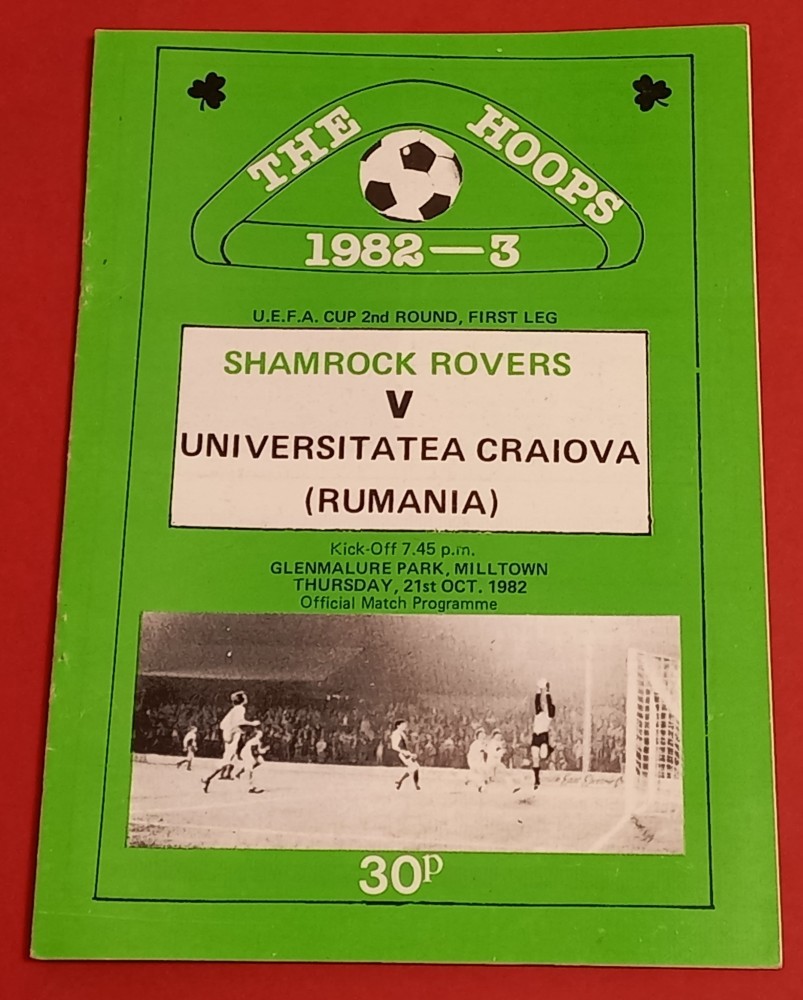 THE HOOPS
1982—3
U.E.F.A. CUP 2nd ROUND, FIRST LEG
SHAMROCK ROVERS
V
UNIVERSITATEA CRAIOVA
(RUMANIA)
Kick-Off 7.45 p.m.
GLENMALURE PARK, MILLTOWN
THURSDAY, 21st OCT. 1982
Official Match Programme
30p